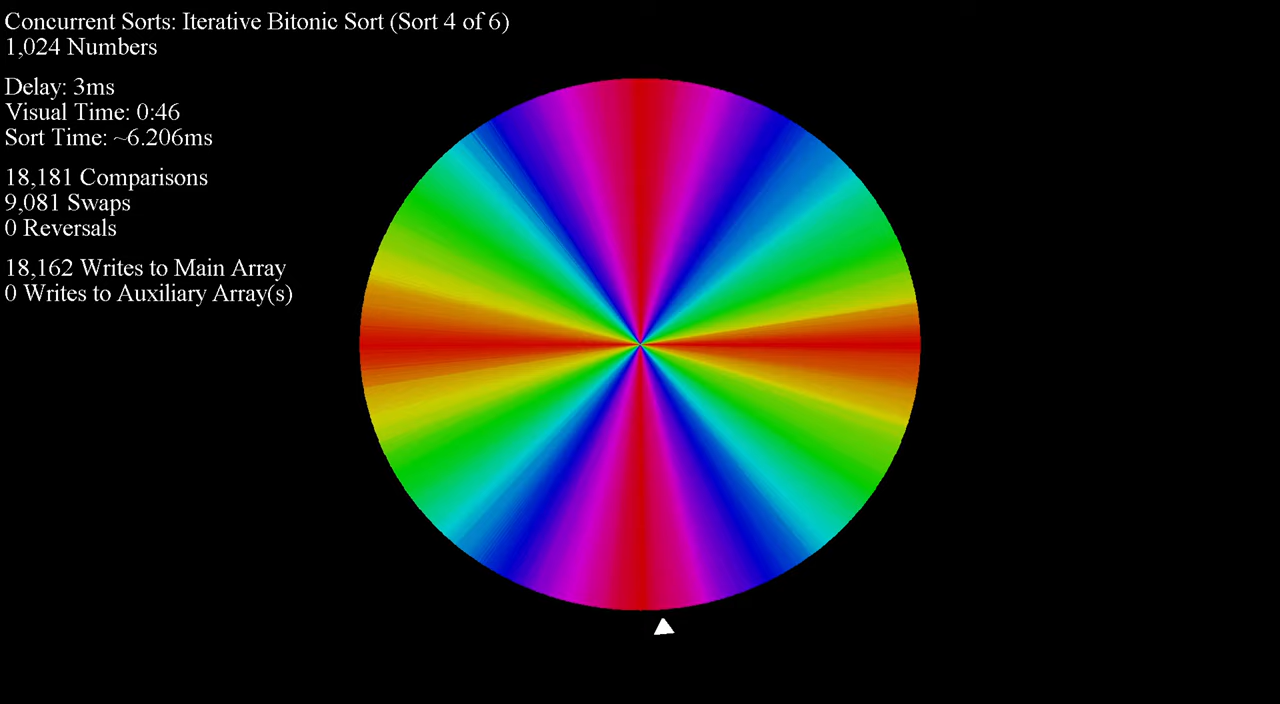 Concurrent Sorts: Iterative Bitonic Sort (Sort 4 of 6)
1,024 Numbers
Delay: 3ms
Visual Time: 0:46
Sort Time: ~6.206ms
18,181 Comparisons
9,081 Swaps
0 Reversals
18,162 Writes to Main Array
0 Writes to Auxiliary Array(s)